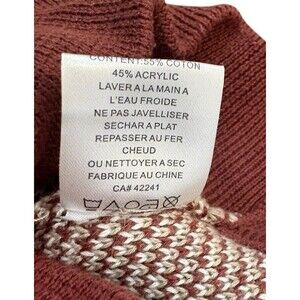 CONTENT:55% COTON
45% ACRYLIC
LAVER A LA MAIN A
L'EAU FROIDE
NE PAS JAVELLISER
SECHAR A PLAT
REPASSER AU FER
CHEUD
OU NETTOYER A SEC
FABRIQUE AU CHINE
CA# 42241